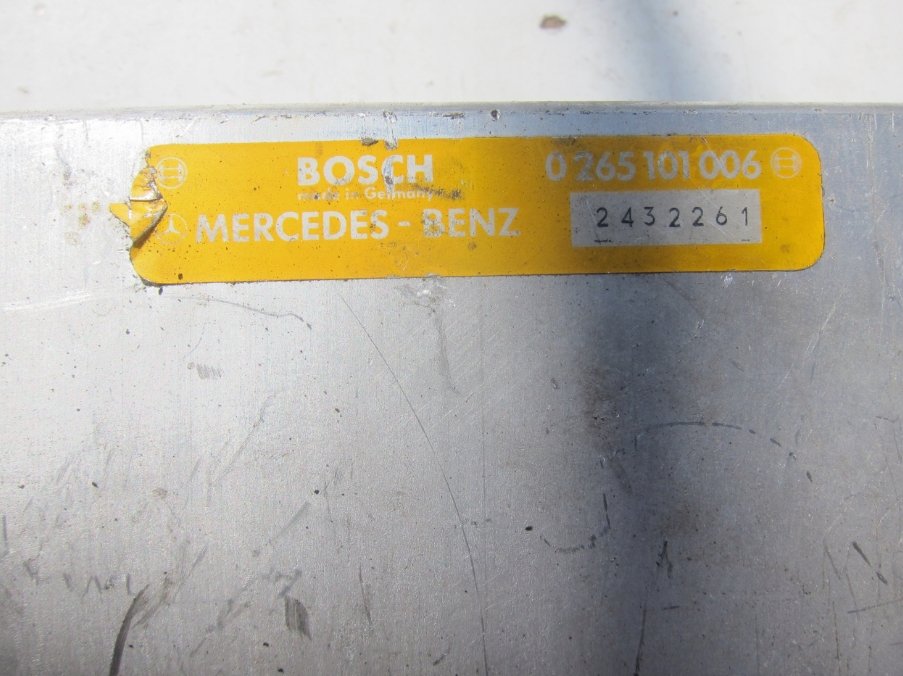 BOSCH 0 265 101 006
made in Germany
MERCEDES - BENZ 2432261